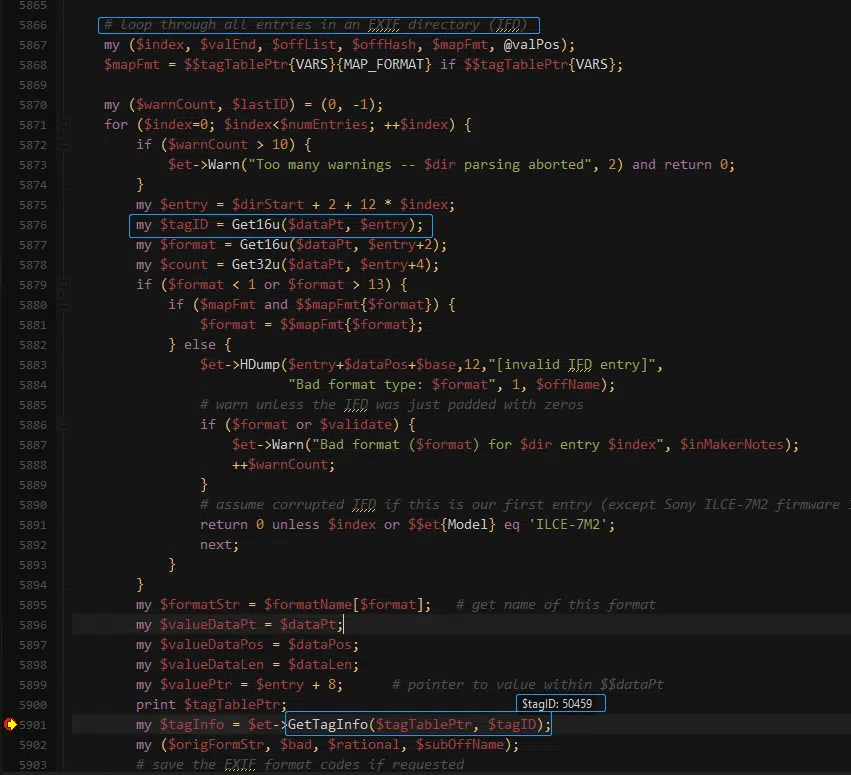 5865
5866 # loop through all entries in an EXIF directory (IFD)
5867 my ($index, $valEnd, $offList, $offHash, $mapFmt, @valPos);
5868 $mapFmt = $$tagTablePtr{VARS}{MAP_FORMAT} if $$tagTablePtr{VARS};
5869
5870 my ($warnCount, $lastID) = (0, -1);
5871 for ($index=0; $index<$numEntries; ++$index) {
5872 if ($warnCount > 10) {
5873 $et->Warn("Too many warnings -- $dir parsing aborted", 2) and return 0;
5874 }
5875 my $entry = $dirStart + 2 + 12 * $index;
5876 my $tagID = Get16u($dataPt, $entry);
5877 my $format = Get16u($dataPt, $entry+2);
5878 my $count = Get32u($dataPt, $entry+4);
5879 if ($format < 1 or $format > 13) {
5880 if ($mapFmt and $$mapFmt{$format}) {
5881 $format = $$mapFmt{$format};
5882 } else {
5883 $et->HDump($entry+$dataPos+$base,12,"[invalid IFD entry]",
5884 "Bad format type: $format", 1, $offName);
5885 # warn unless the IFD was just padded with zeros
5886 if ($format or $validate) {
5887 $et->Warn("Bad format ($format) for $dir entry $index", $inMakerNotes);
5888 ++$warnCount;
5889 }
5890 # assume corrupted IFD if this is our first entry (except Sony ILCE-7M2 firmware
5891 return 0 unless $index or $$et{Model} eq 'ILCE-7M2';
5892 next;
5893 }
5894 }
5895 my $formatStr = $formatName[$format]; # get name of this format
5896 my $valueDataPt = $dataPt;
5897 my $valueDataPos = $dataPos;
5898 my $valueDataLen = $dataLen;
5899 my $valuePtr = $entry + 8; # pointer to value within $$dataPt
5900 print $tagTablePtr;
$tagID: 50459
5901 my $tagInfo = $et->GetTagInfo($tagTablePtr, $tagID);
5902 my ($origFormStr, $bad, $rational, $subOffName);
5903 # save the EXIF format codes if requested